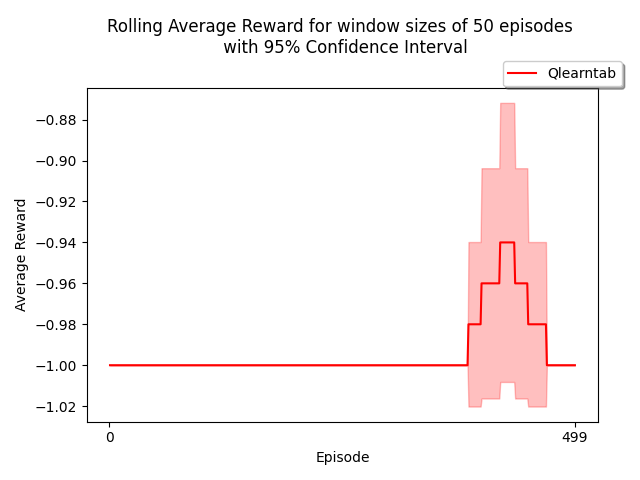 Rolling Average Reward for window sizes of 50 episodes
with 95% Confidence Interval
Qlearntab
−0.88
−0.90
−0.92
−0.94
−0.96
−0.98
−1.00
−1.02
Average Reward
0
499
Episode